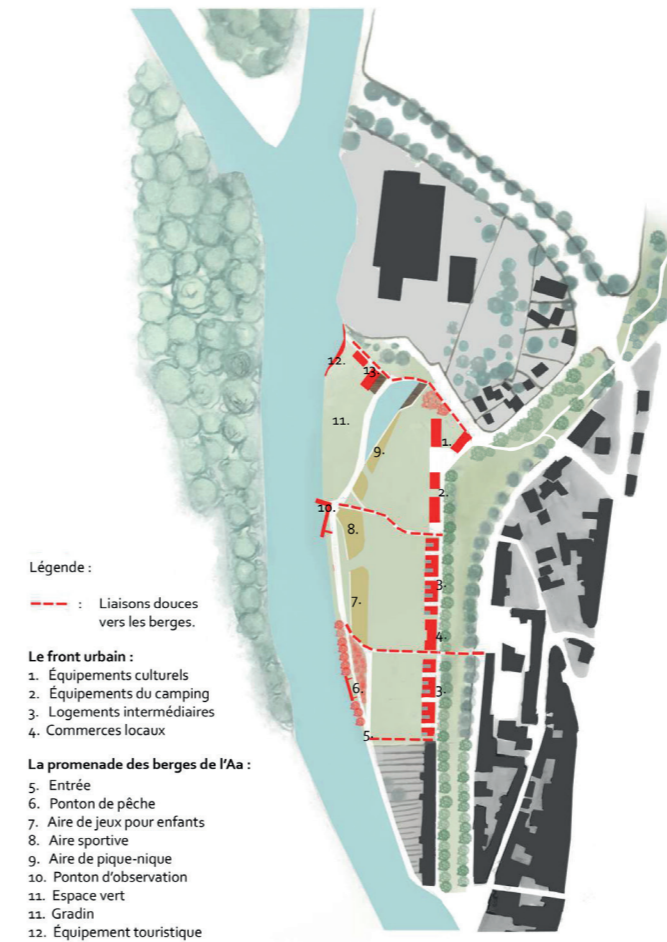 12.
13.
11.
1.
9.
2.
10.
8.
3.
7.
4.
6.
3.
5.
Légende :
: Liaisons douces
vers les berges.
Le front urbain :
1. Équipements culturels
2. Équipements du camping
3. Logements intermédiaires
4. Commerces locaux
La promenade des berges de l’Aa :
5. Entrée
6. Ponton de pêche
7. Aire de jeux pour enfants
8. Aire sportive
9. Aire de pique-nique
10. Ponton d’observation
11. Espace vert
11. Gradin
12. Équipement touristique